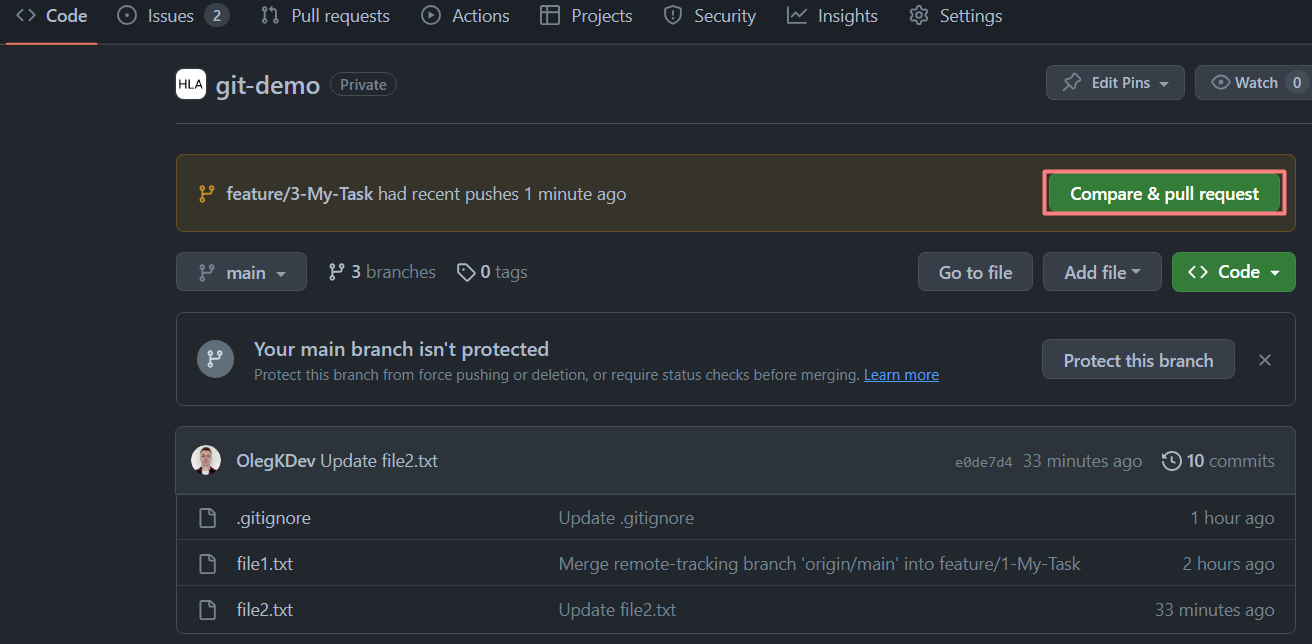 Code Issues 2 Pull requests Actions Projects Security Insights Settings
HLA git-demo Private Edit Pins Watch 0
feature/3-My-Task had recent pushes 1 minute ago Compare & pull request
main 3 branches 0 tags Go to file Add file Code
Your main branch isn't protected
Protect this branch from force pushing or deletion, or require status checks before merging. Learn more Protect this branch
OlegKDev Update file2.txt e0de7d4 33 minutes ago 10 commits
.gitignore Update .gitignore 1 hour ago
file1.txt Merge remote-tracking branch 'origin/main' into feature/1-My-Task 2 hours ago
file2.txt Update file2.txt 33 minutes ago